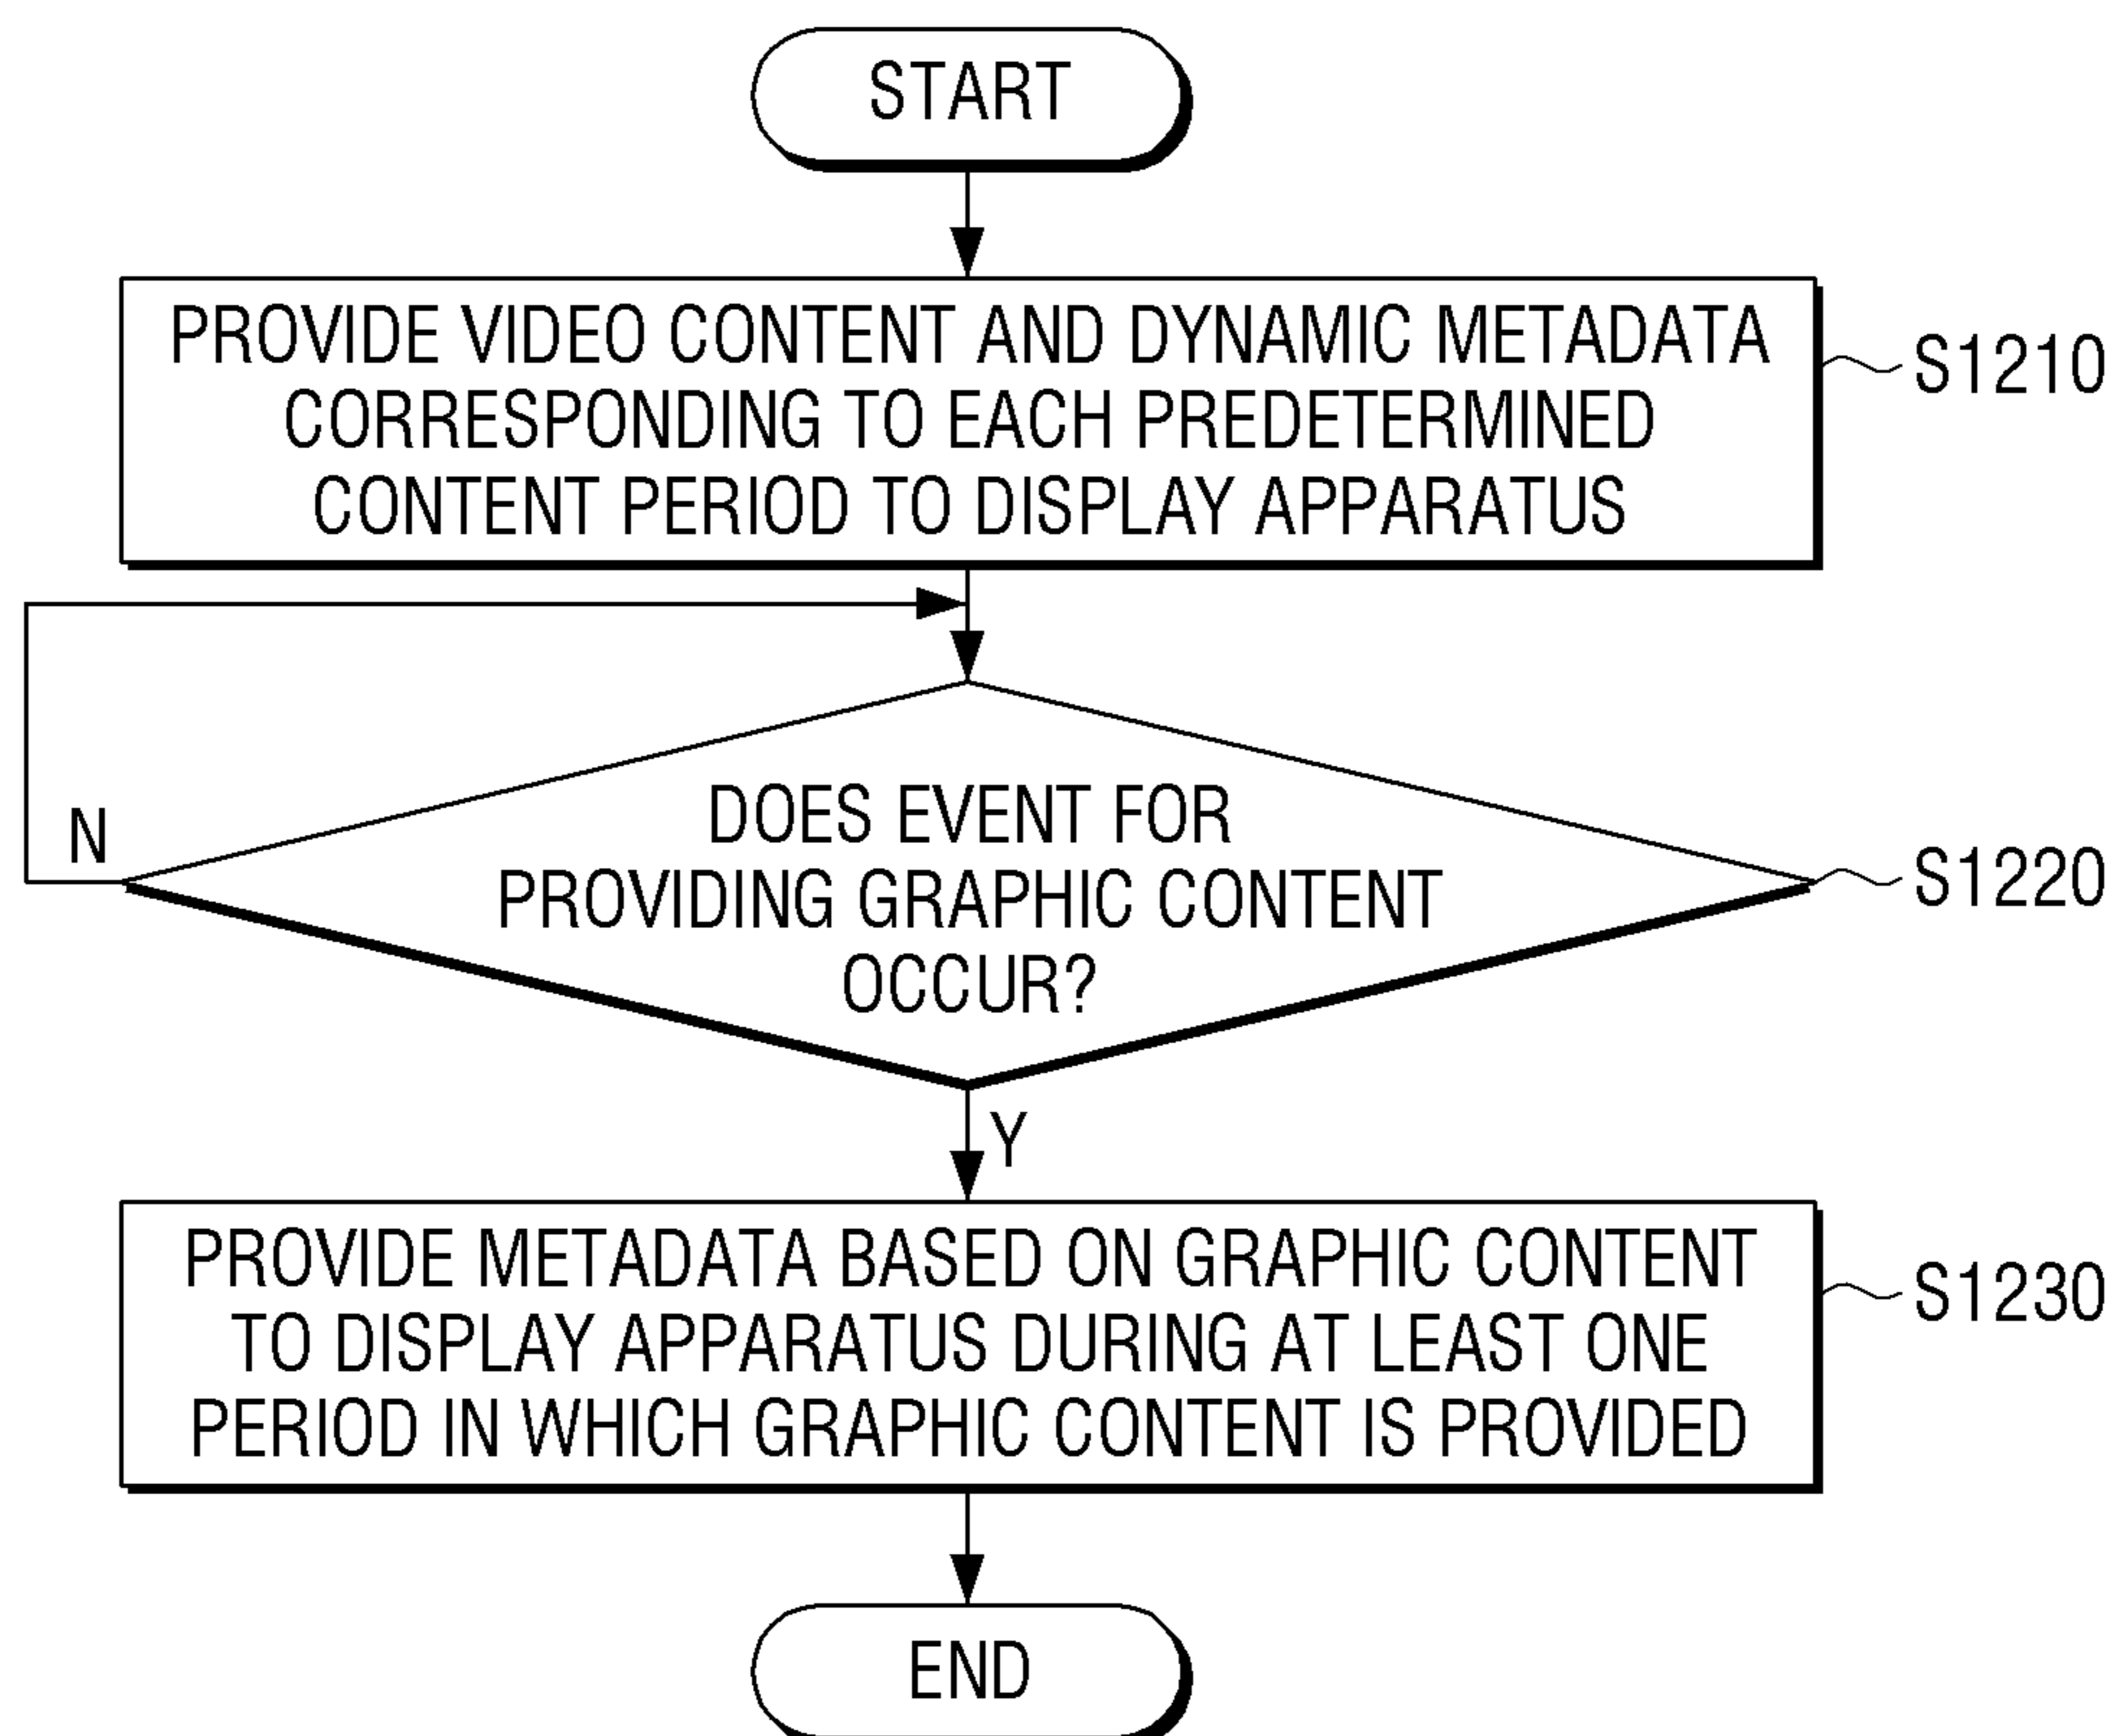 START
PROVIDE VIDEO CONTENT AND DYNAMIC METADATA
CORRESPONDING TO EACH PREDETERMINED
CONTENT PERIOD TO DISPLAY APPARATUS
S1210
DOES EVENT FOR
PROVIDING GRAPHIC CONTENT
OCCUR?
N
S1220
Y
PROVIDE METADATA BASED ON GRAPHIC CONTENT
TO DISPLAY APPARATUS DURING AT LEAST ONE
PERIOD IN WHICH GRAPHIC CONTENT IS PROVIDED
S1230
END